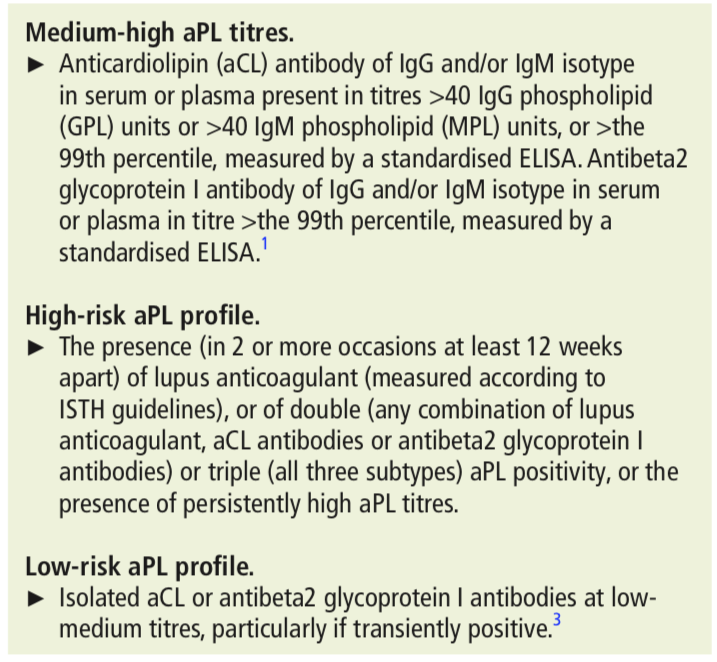 Medium-high aPL titres.
► Anticardiolipin (aCL) antibody of IgG and/or IgM isotype
in serum or plasma present in titres >40 IgG phospholipid
(GPL) units or >40 IgM phospholipid (MPL) units, or >the
99th percentile, measured by a standardised ELISA. Antibeta2
glycoprotein I antibody of IgG and/or IgM isotype in serum
or plasma in titre >the 99th percentile, measured by a
standardised ELISA.1
High-risk aPL profile.
► The presence (in 2 or more occasions at least 12 weeks
apart) of lupus anticoagulant (measured according to
ISTH guidelines), or of double (any combination of lupus
anticoagulant, aCL antibodies or antibeta2 glycoprotein I
antibodies) or triple (all three subtypes) aPL positivity, or the
presence of persistently high aPL titres.
Low-risk aPL profile.
► Isolated aCL or antibeta2 glycoprotein I antibodies at low-
medium titres, particularly if transiently positive.3